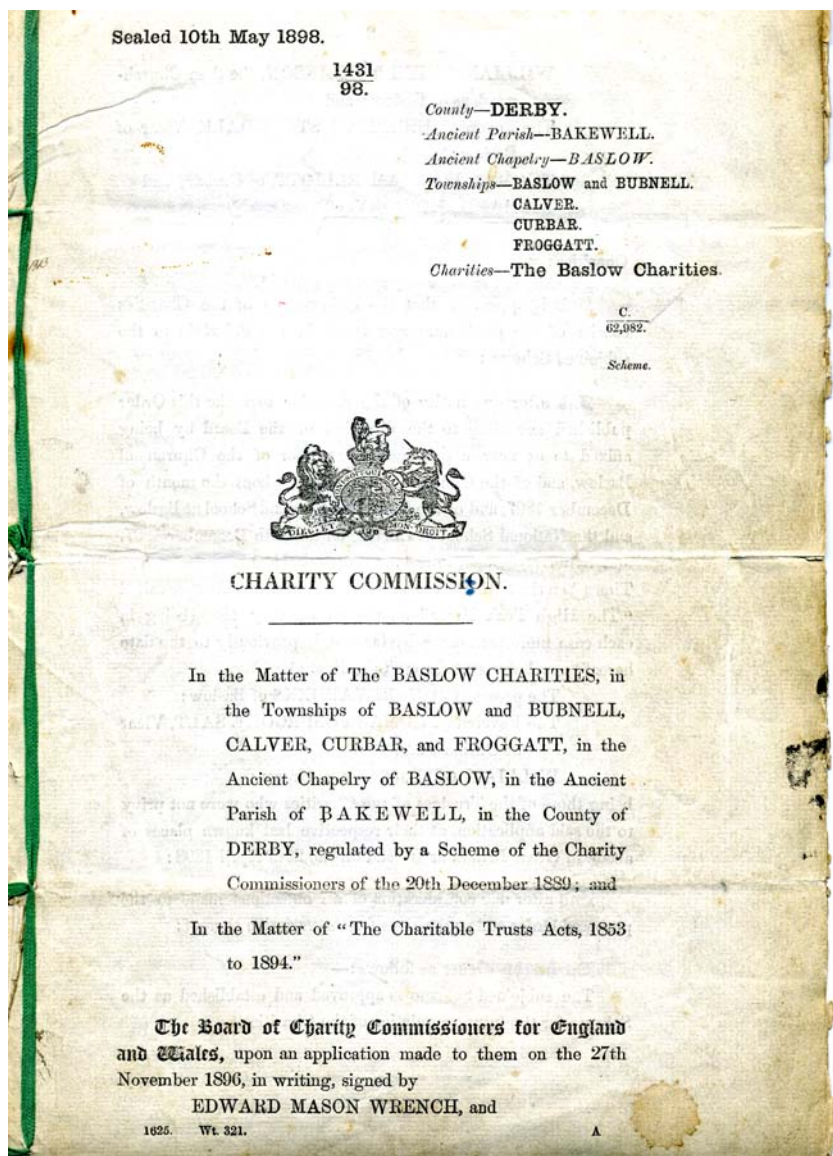 Sealed 10th May 1898.
1431
98.
County—DERBY.
Ancient Parish—BAKEWELL.
Ancient Chapelry—BASLOW.
Townships—BASLOW and BUBNELL.
CALVER.
CURBAR.
FROGGATT.
Charities—The Baslow Charities.
C.
62,982.
Scheme.
DIEU ET MON DROIT
CHARITY COMMISSION.
In the Matter of The BASLOW CHARITIES, in
the Townships of BASLOW and BUBNELL,
CALVER, CURBAR, and FROGGATT, in the
Ancient Chapelry of BASLOW, in the Ancient
Parish of BAKEWELL, in the County of
DERBY, regulated by a Scheme of the Charity
Commissioners of the 20th December 1889; and
In the Matter of "The Charitable Trusts Acts, 1853
to 1894."
The Board of Charity Commissioners for England
and Wales, upon an application made to them on the 27th
November 1896, in writing, signed by
EDWARD MASON WRENCH, and
1625. Wt. 321. A